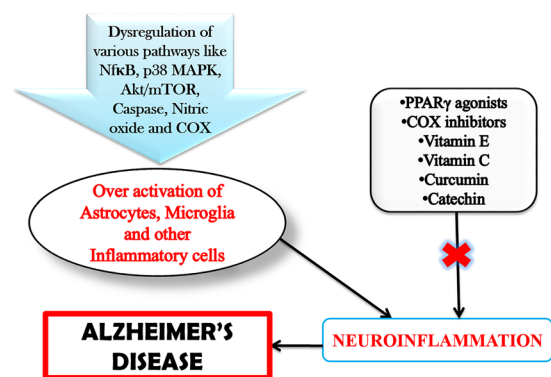 Dysregulation of
various pathways like
NfκB, p38 MAPK,
Akt/mTOR,
Caspase, Nitric
oxide and COX
•PPARγ agonists
•COX inhibitors
•Vitamin E
•Vitamin C
•Curcumin
•Catechin
Over activation of
Astrocytes, Microglia
and other
Inflammatory cells
ALZHEIMER'S
DISEASE
NEUROINFLAMMATION